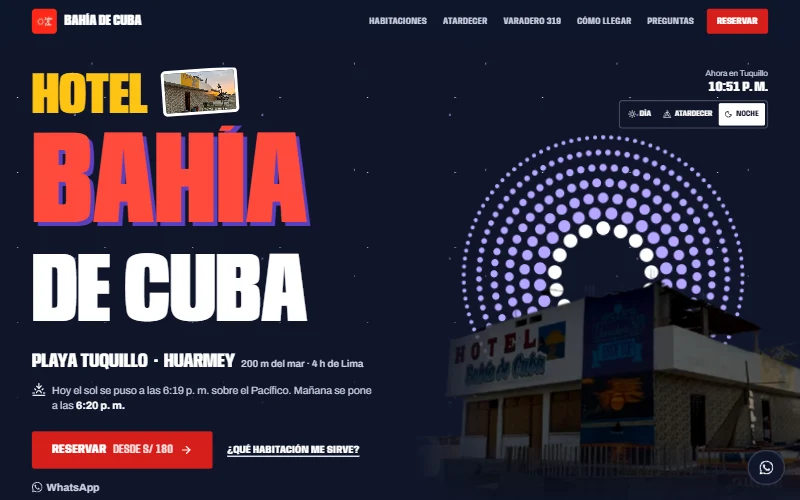 BAHÍA DE CUBA
HABITACIONES ATARDECER VARADERO 319 CÓMO LLEGAR PREGUNTAS RESERVAR
HOTEL
BAHÍA
DE CUBA
Ahora en Tuquillo
10:51 P. M.
DÍA ATARDECER NOCHE
PLAYA TUQUILLO · HUARMEY 200 m del mar · 4 h de Lima
Hoy el sol se puso a las 6:19 p. m. sobre el Pacífico. Mañana se pone
a las 6:20 p. m.
RESERVAR DESDE S/ 180 →
¿QUÉ HABITACIÓN ME SIRVE?
WhatsApp
HOTEL
Bahía de Cuba